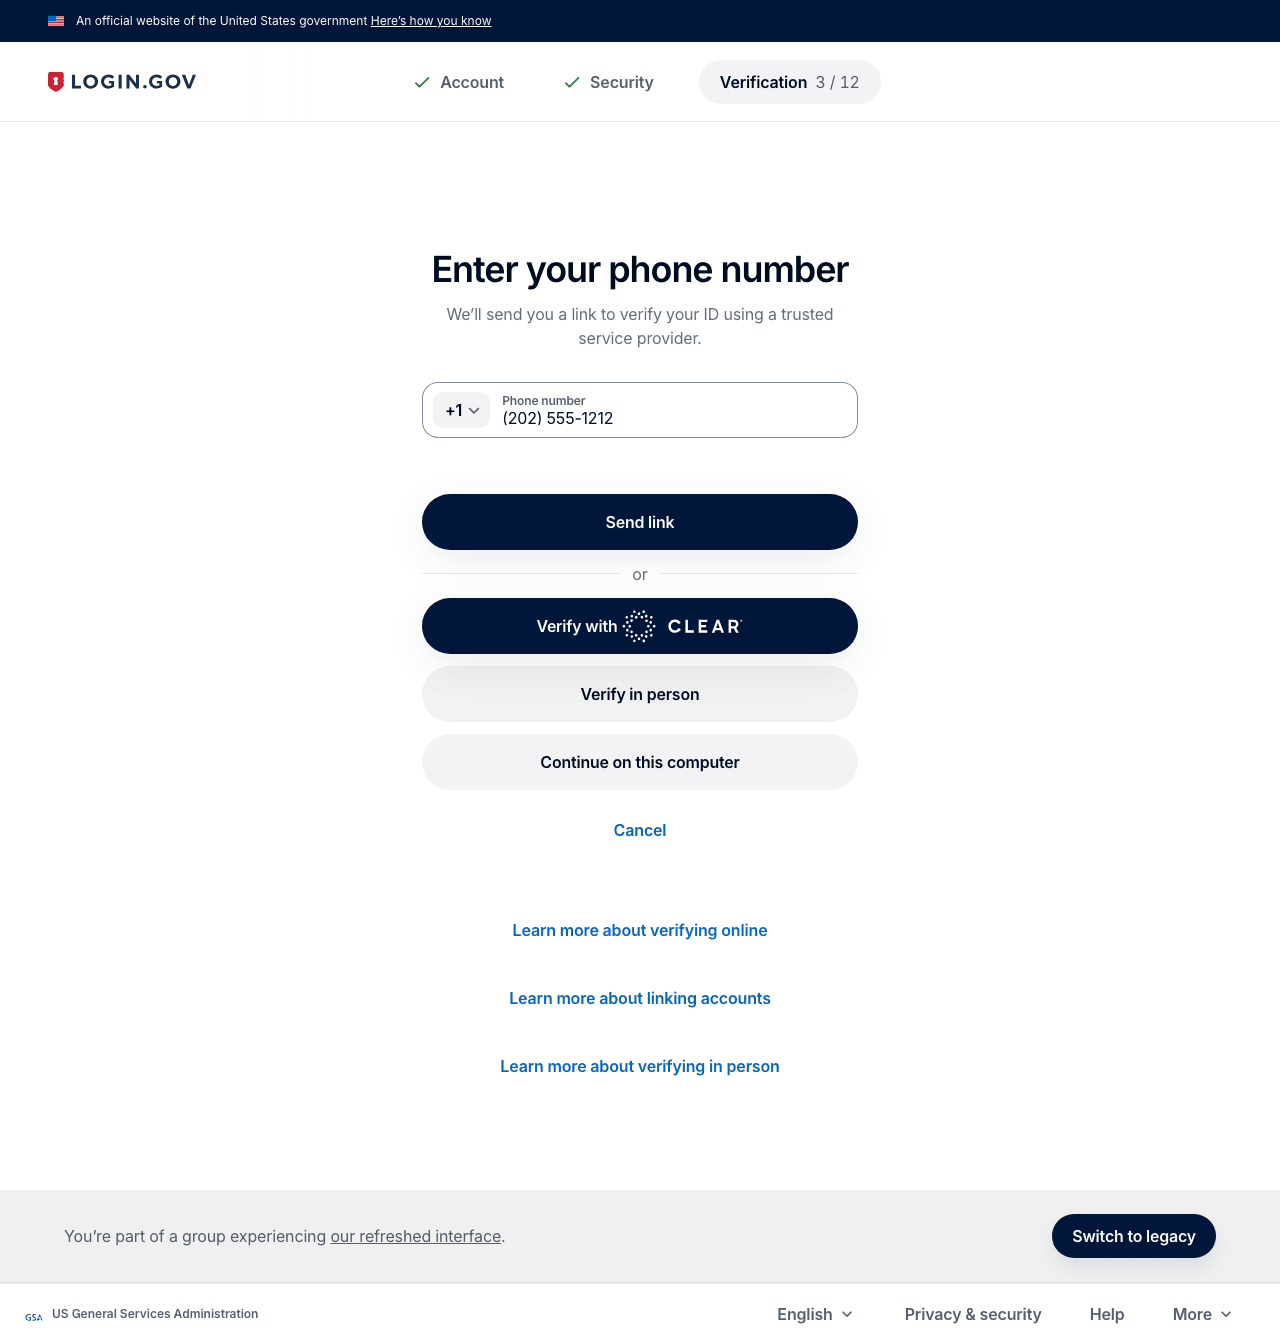 An official website of the United States government Here’s how you know
LOGIN.GOV
Account
Security
Verification 3 / 12
Enter your phone number
We’ll send you a link to verify your ID using a trusted
service provider.
+1
Phone number
(202) 555-1212
Send link
or
Verify with CLEAR
Verify in person
Continue on this computer
Cancel
Learn more about verifying online
Learn more about linking accounts
Learn more about verifying in person
You’re part of a group experiencing our refreshed interface.
Switch to legacy
GSA
US General Services Administration
English
Privacy & security
Help
More